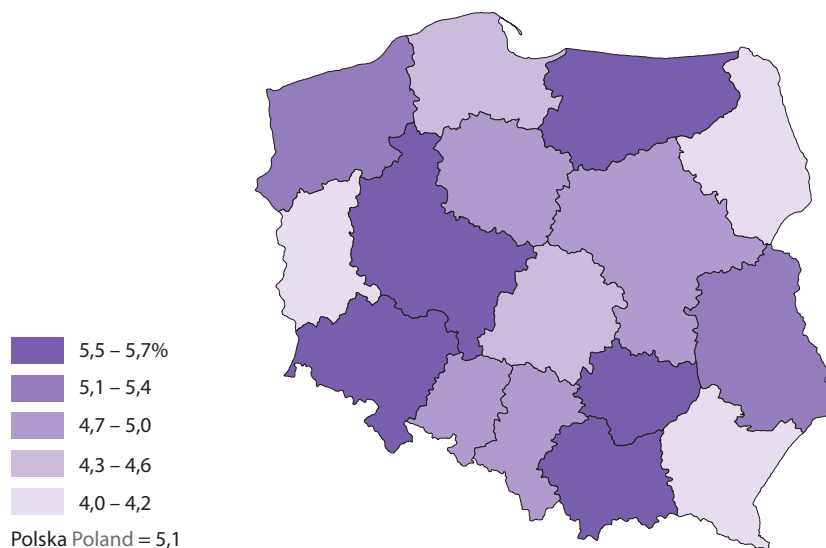 5,5 – 5,7%
5,1 – 5,4
4,7 – 5,0
4,3 – 4,6
4,0 – 4,2
Polska Poland = 5,1